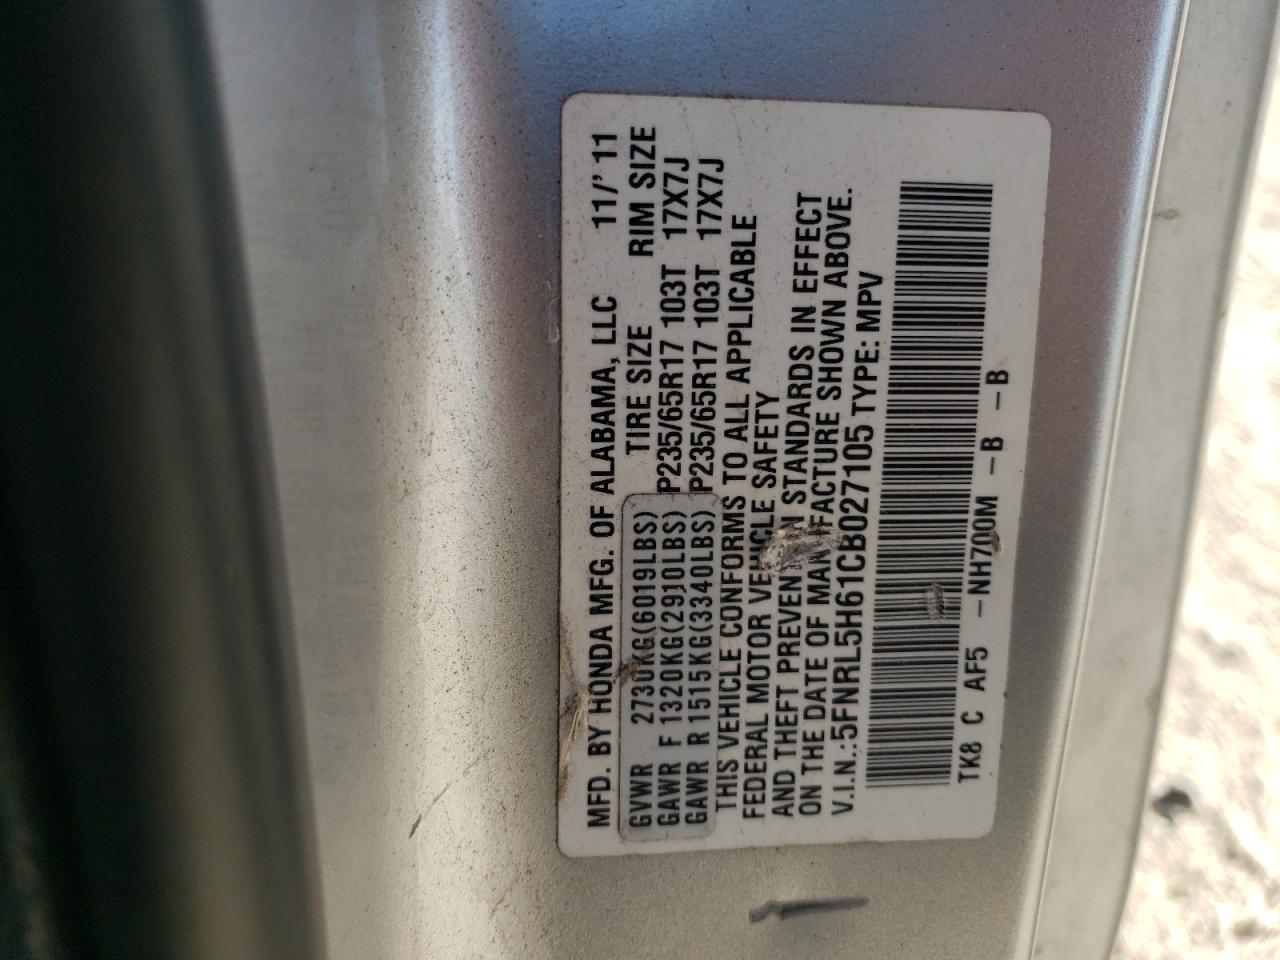 MFD. BY HONDA MFG. OF ALABAMA, LLC 11/' 11
TIRE SIZE RIM SIZE
GVWR 2730KG(6019LBS)
GAWR F 1320KG(2910LBS) P235/65R17 103T 17X7J
GAWR R 1515KG(3340LBS) P235/65R17 103T 17X7J
THIS VEHICLE CONFORMS TO ALL APPLICABLE
FEDERAL MOTOR VEHICLE SAFETY
AND THEFT PREVENTION STANDARDS IN EFFECT
ON THE DATE OF MANUFACTURE SHOWN ABOVE.
V.I.N.:5FNRL5H61CB027105 TYPE: MPV
TK8 C AF5 -NH700M -B -B